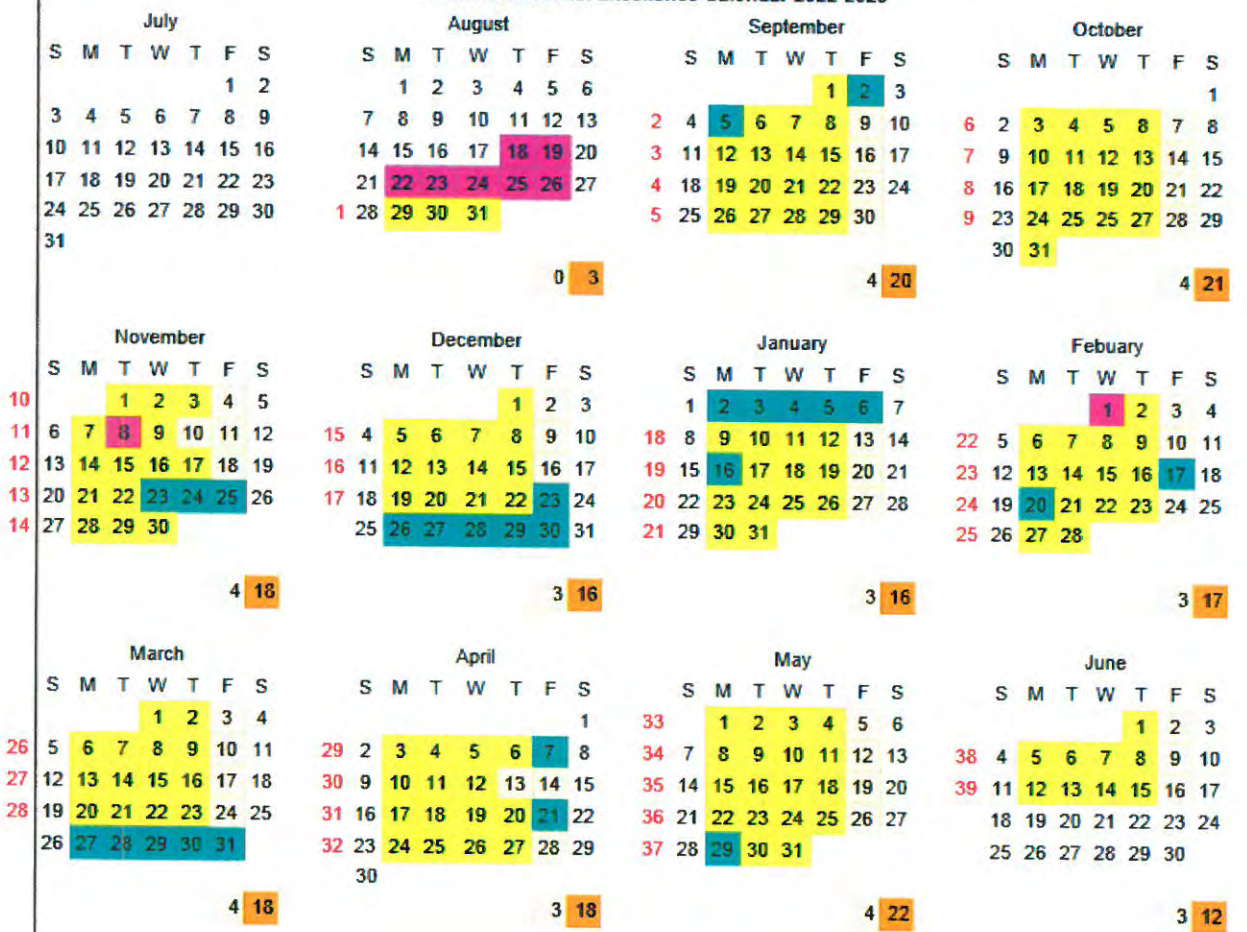 Calendar 2022-2023
July
S M T W T F S
1 2
3 4 5 6 7 8 9
10 11 12 13 14 15 16
17 18 19 20 21 22 23
24 25 26 27 28 29 30
31
August
S M T W T F S
1 2 3 4 5 6
7 8 9 10 11 12 13
14 15 16 17 18 19 20
21 22 23 24 25 26 27
1 28 29 30 31
0 3
September
S M T W T F S
1 2 3
2 4 5 6 7 8 9 10
3 11 12 13 14 15 16 17
4 18 19 20 21 22 23 24
5 25 26 27 28 29 30
4 20
October
S M T W T F S
1
6 2 3 4 5 8 7 8
7 9 10 11 12 13 14 15
8 16 17 18 19 20 21 22
9 23 24 25 25 27 28 29
30 31
4 21
November
S M T W T F S
10 1 2 3 4 5
11 6 7 8 9 10 11 12
12 13 14 15 16 17 18 19
13 20 21 22 23 24 25 26
14 27 28 29 30
4 18
December
S M T W T F S
1 2 3
15 4 5 6 7 8 9 10
16 11 12 13 14 15 16 17
17 18 19 20 21 22 23 24
25 26 27 28 29 30 31
3 16
January
S M T W T F S
1 2 3 4 5 6 7
18 8 9 10 11 12 13 14
19 15 16 17 18 19 20 21
20 22 23 24 25 26 27 28
21 29 30 31
3 16
Febuary
S M T W T F S
1 2 3 4
22 5 6 7 8 9 10 11
23 12 13 14 15 16 17 18
24 19 20 21 22 23 24 25
25 26 27 28
3 17
March
S M T W T F S
1 2 3 4
26 5 6 7 8 9 10 11
27 12 13 14 15 16 17 18
28 19 20 21 22 23 24 25
26 27 28 29 30 31
4 18
April
S M T W T F S
1
29 2 3 4 5 6 7 8
30 9 10 11 12 13 14 15
31 16 17 18 19 20 21 22
32 23 24 25 26 27 28 29
30
3 18
May
S M T W T F S
33 1 2 3 4 5 6
34 7 8 9 10 11 12 13
35 14 15 16 17 18 19 20
36 21 22 23 24 25 26 27
37 28 29 30 31
4 22
June
S M T W T F S
1 2 3
38 4 5 6 7 8 9 10
39 11 12 13 14 15 16 17
18 19 20 21 22 23 24
25 26 27 28 29 30
3 12